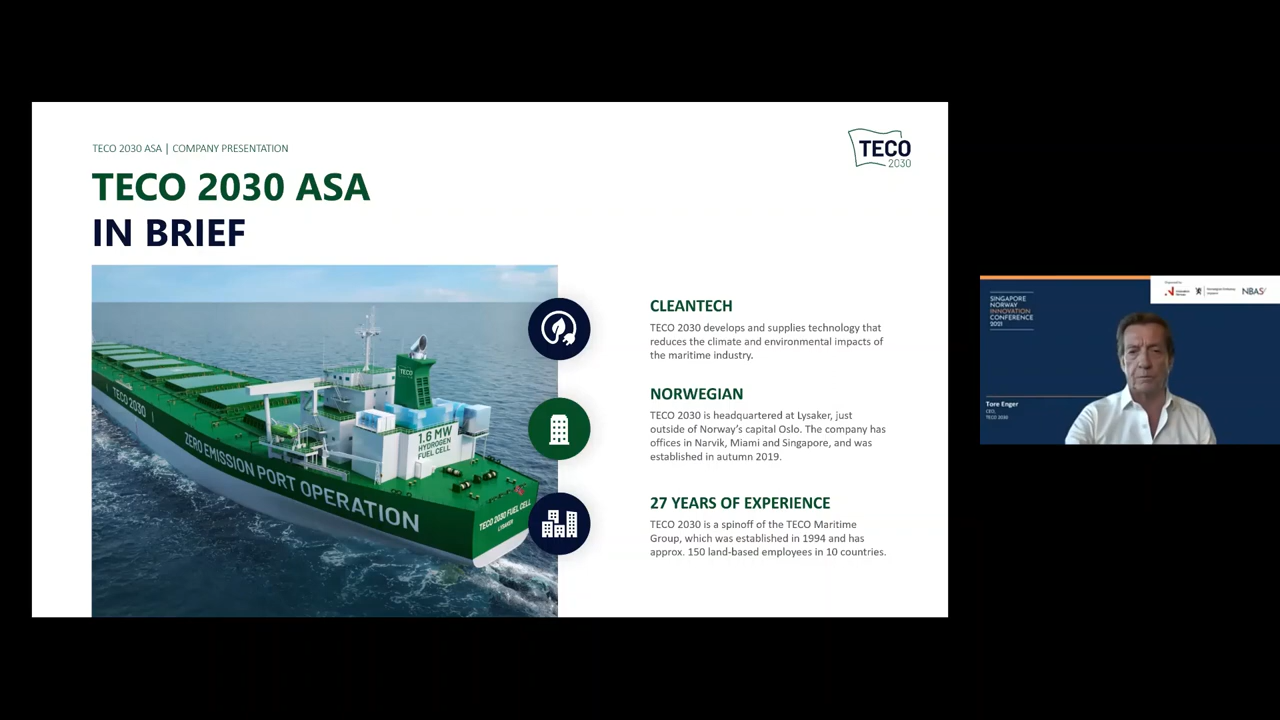 TECO 2030 ASA | COMPANY PRESENTATION
TECO 2030
TECO 2030 ASA
IN BRIEF
TECO
TECO 2030
ZERO EMISSION PORT OPERATION
1.6 MW
HYDROGEN
FUEL CELL
TECO 2030 FUEL CELL
LYSAKER
CLEANTECH
TECO 2030 develops and supplies technology that
reduces the climate and environmental impacts of
the maritime industry.
NORWEGIAN
TECO 2030 is headquartered at Lysaker, just
outside of Norway's capital Oslo. The company has
offices in Narvik, Miami and Singapore, and was
established in autumn 2019.
27 YEARS OF EXPERIENCE
TECO 2030 is a spinoff of the TECO Maritime
Group, which was established in 1994 and has
approx. 150 land-based employees in 10 countries.
SINGAPORE
NORWAY
INNOVATION
CONFERENCE
2021
NBAS
Tore Enger
CEO,
TECO 2030